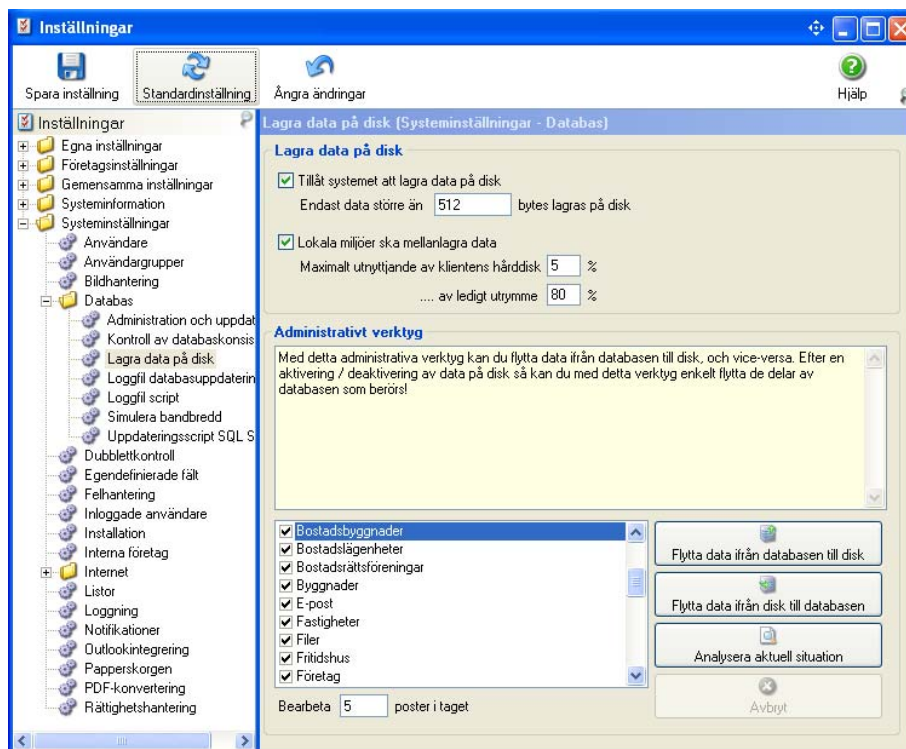 Inställningar
Spara inställning
Standardinställning
Ångra ändringar
Hjälp
Inställningar
Egna inställningar
Företagsinställningar
Gemensamma inställningar
Systeminformation
Systeminställningar
Användare
Användargrupper
Bildhantering
Databas
Administration och uppdat
Kontroll av databaskonsis
Lagra data på disk
Loggfil databasuppdaterin
Loggfil script
Simulera bandbredd
Uppdateringsscript SQL S
Dubblettkontroll
Egendefinierade fält
Felhantering
Inloggade användare
Installation
Interna företag
Internet
Listor
Loggning
Notifikationer
Outlookintegrering
Papperskorgen
PDF-konvertering
Rättighetshantering
Lagra data på disk (Systeminställningar - Databas)
Lagra data på disk
Tillåt systemet att lagra data på disk
Endast data större än 512 bytes lagras på disk
Lokala miljöer ska mellanlagra data
Maximalt utnyttjande av klientens hårddisk 5 %
.... av ledigt utrymme 80 %
Administrativt verktyg
Med detta administrativa verktyg kan du flytta data ifrån databasen till disk, och vice-versa. Efter en
aktivering / deaktivering av data på disk så kan du med detta verktyg enkelt flytta de delar av
databasen som berörs!
Bostadsbyggnader
Bostadslägenheter
Bostadsrättsföreningar
Byggnader
E-post
Fastigheter
Filer
Fritidshus
Företag
Flytta data ifrån databasen till disk
Flytta data ifrån disk till databasen
Analysera aktuell situation
Avbryt
Bearbeta 5 poster i taget